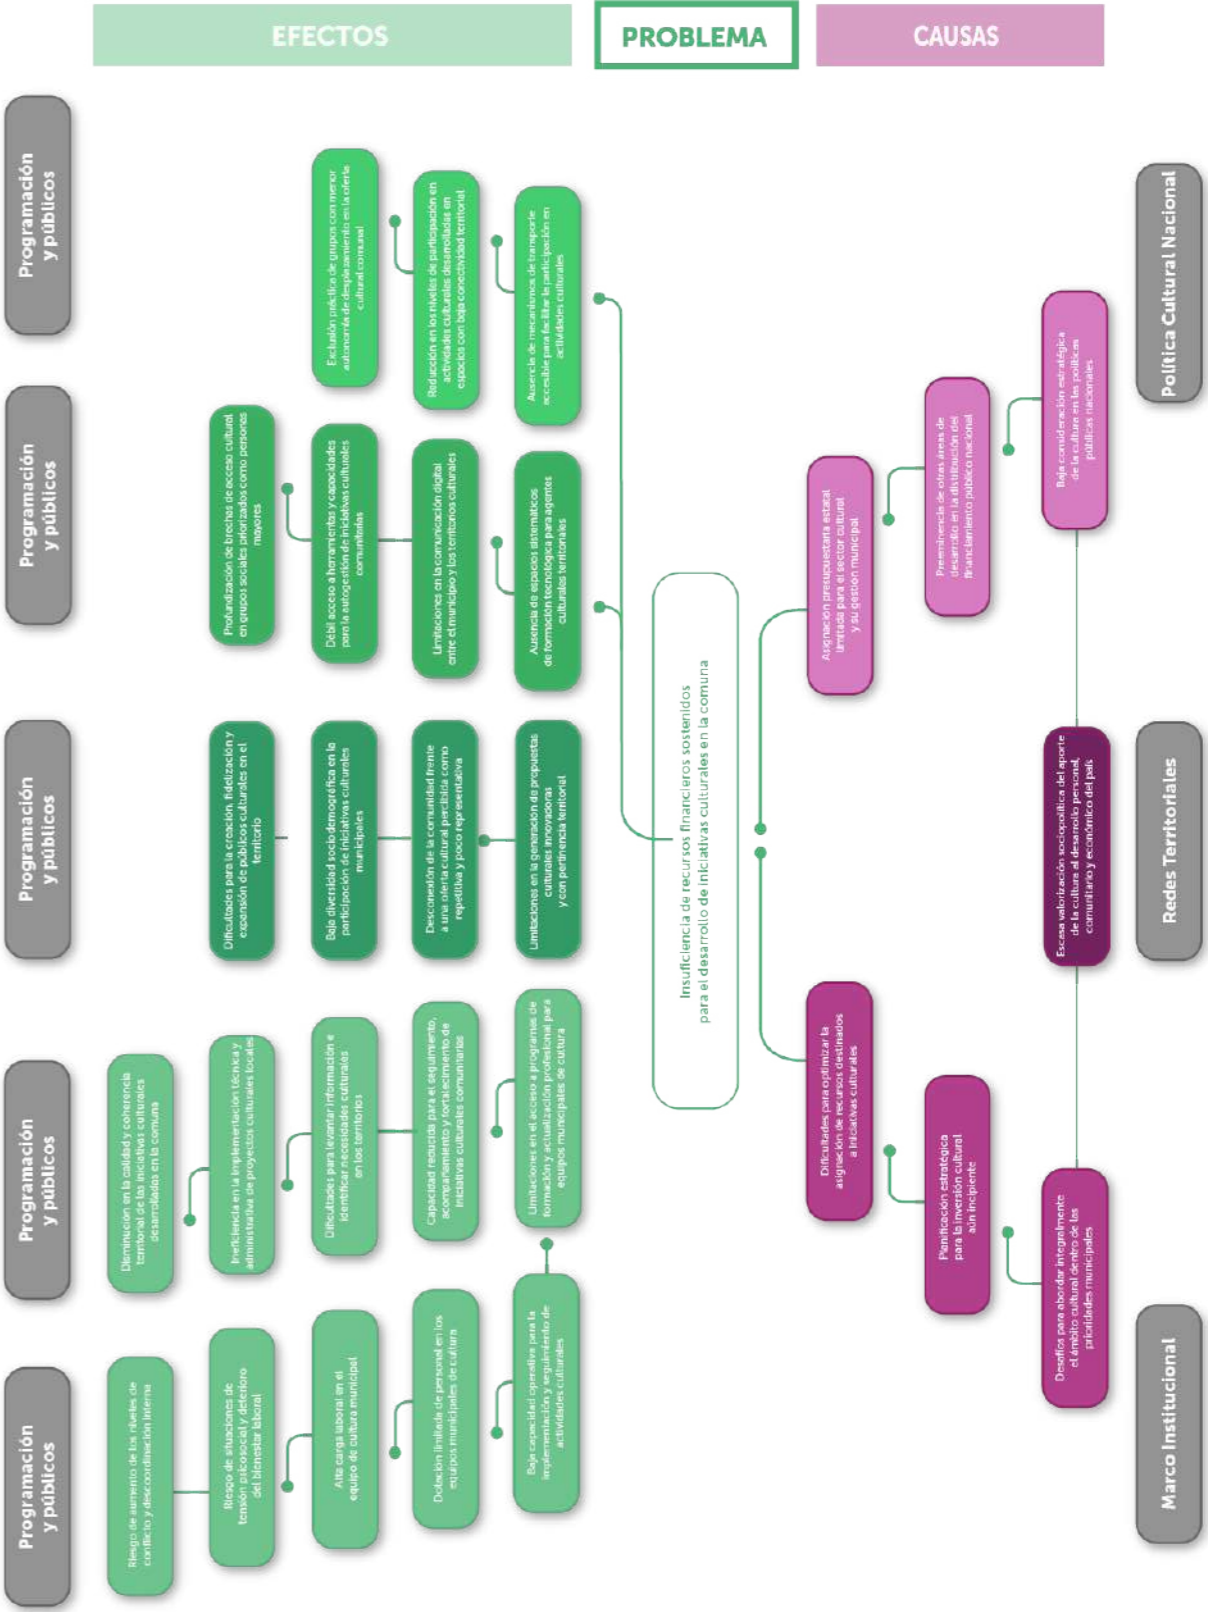 EFECTOS
PROBLEMA
CAUSAS
Programación
y públicos
Programación
y públicos
Programación
y públicos
Programación
y públicos
Programación
y públicos
Riesgo de aumento de los niveles de
conflicto y descoordinación interna
Riesgo de situaciones de
tensión psicosocial y deterioro
del bienestar laboral
Alta carga laboral en el
equipo de cultura municipal
Dotación limitada de personal en los
equipos municipales de cultura
Baja capacidad operativa para la
implementación y seguimiento de
actividades culturales
Disminución en la calidad y coherencia
territorial de las iniciativas culturales
desarrolladas en la comuna
Ineficiencia en la implementación técnica y
administrativa de proyectos culturales locales
Dificultades para levantar información e
identificar necesidades culturales
en los territorios
Capacidad reducida para el seguimiento,
acompañamiento y fortalecimiento de
iniciativas culturales comunitarias
Limitaciones en el acceso a programas de
formación y actualización profesional para
equipos municipales de cultura
Dificultades para la creación, fidelización y
expansión de públicos culturales en el
territorio
Baja diversidad sociodemográfica en la
participación de iniciativas culturales
municipales
Desconexión de la comunidad frente
a una oferta cultural percibida como
repetitiva y poco representativa
Limitaciones en la generación de propuestas
culturales innovadoras
y con pertinencia territorial
Profundización de brechas de acceso cultural
en grupos sociales priorizados como personas
mayores
Débil acceso a herramientas y capacidades
para la autogestión de iniciativas culturales
comunitarias
Limitaciones en la comunicación digital
entre el municipio y los territorios culturales
Ausencia de espacios sistemáticos
de formación tecnológica para agentes
culturales territoriales
Exclusión práctica de grupos con menor
autonomía de desplazamiento en la oferta
cultural comunal
Reducción en los niveles de participación en
actividades culturales desarrolladas en
espacios con baja conectividad territorial
Ausencia de mecanismos de transporte
accesible para facilitar la participación en
actividades culturales
Insuficiencia de recursos financieros sostenidos
para el desarrollo de iniciativas culturales en la comuna
Dificultades para optimizar la
asignación de recursos destinados
a iniciativas culturales
Planificación estratégica
para la inversión cultural
aún incipiente
Desafíos para abordar integralmente
el ámbito cultural dentro de las
prioridades municipales
Asignación presupuestaria estatal
limitada para el sector cultural
y su gestión municipal
Preeminencia de otras áreas de
desarrollo en la distribución del
financiamiento público nacional
Baja consideración estratégica
de la cultura en las políticas
públicas nacionales
Escasa valorización sociopolítica del aporte
de la cultura al desarrollo personal,
comunitario y económico del país
Marco Institucional
Redes Territoriales
Política Cultural Nacional